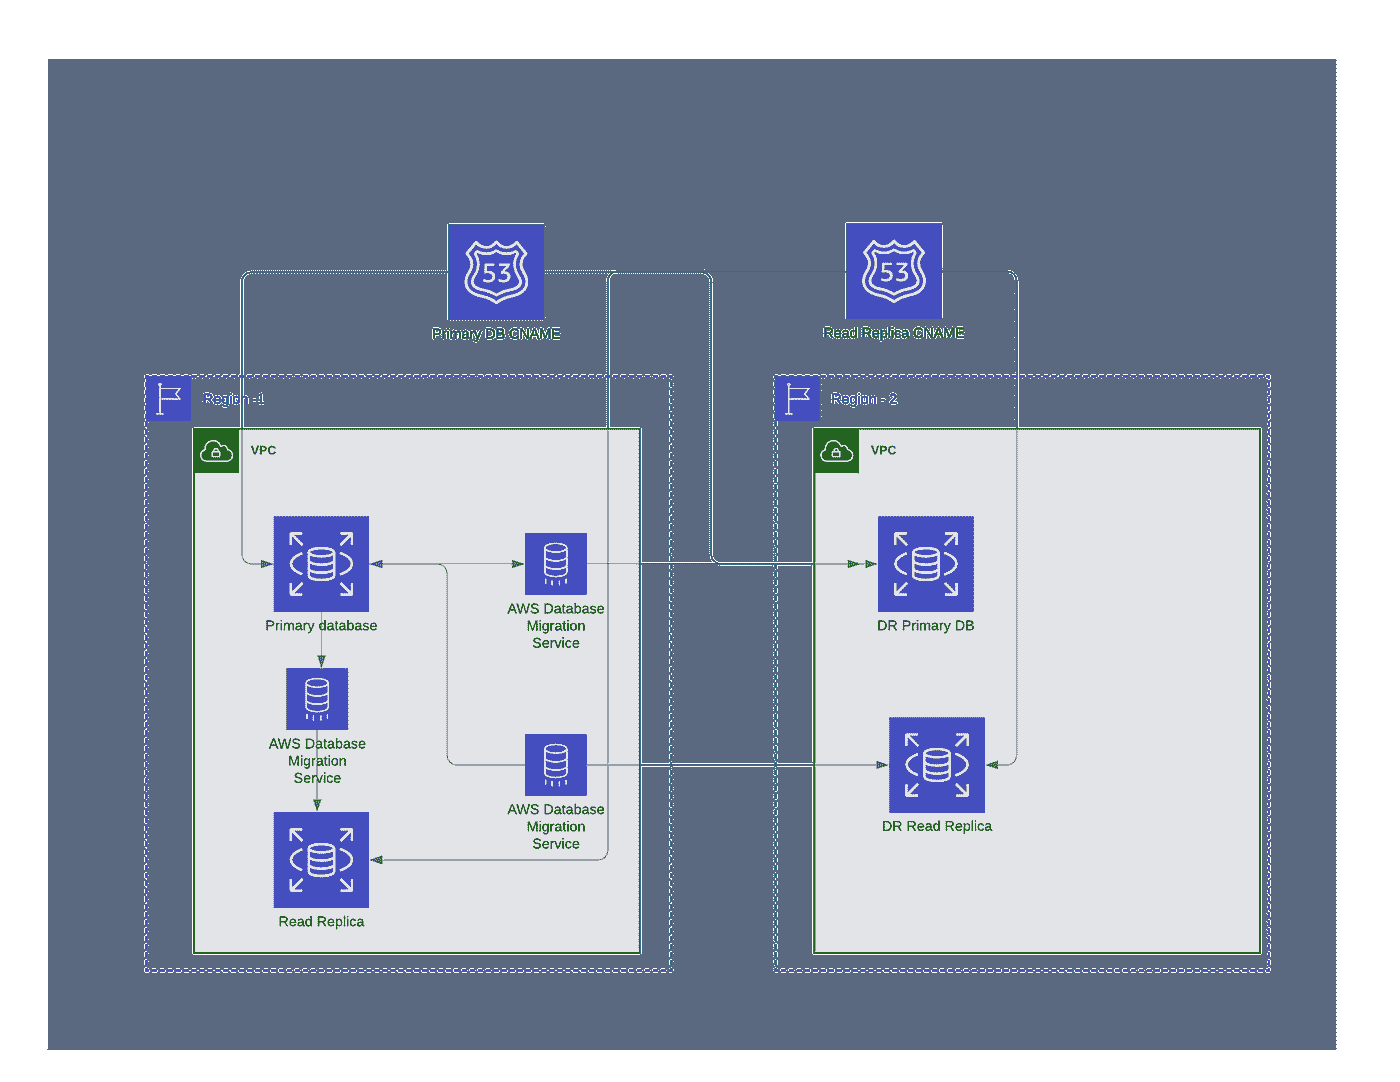 53
53
Primary DB CNAME
Read Replica CNAME
Region -1
Region - 2
VPC
VPC
Primary database
AWS Database
Migration
Service
DR Primary DB
AWS Database
Migration
Service
AWS Database
Migration
Service
DR Read Replica
Read Replica